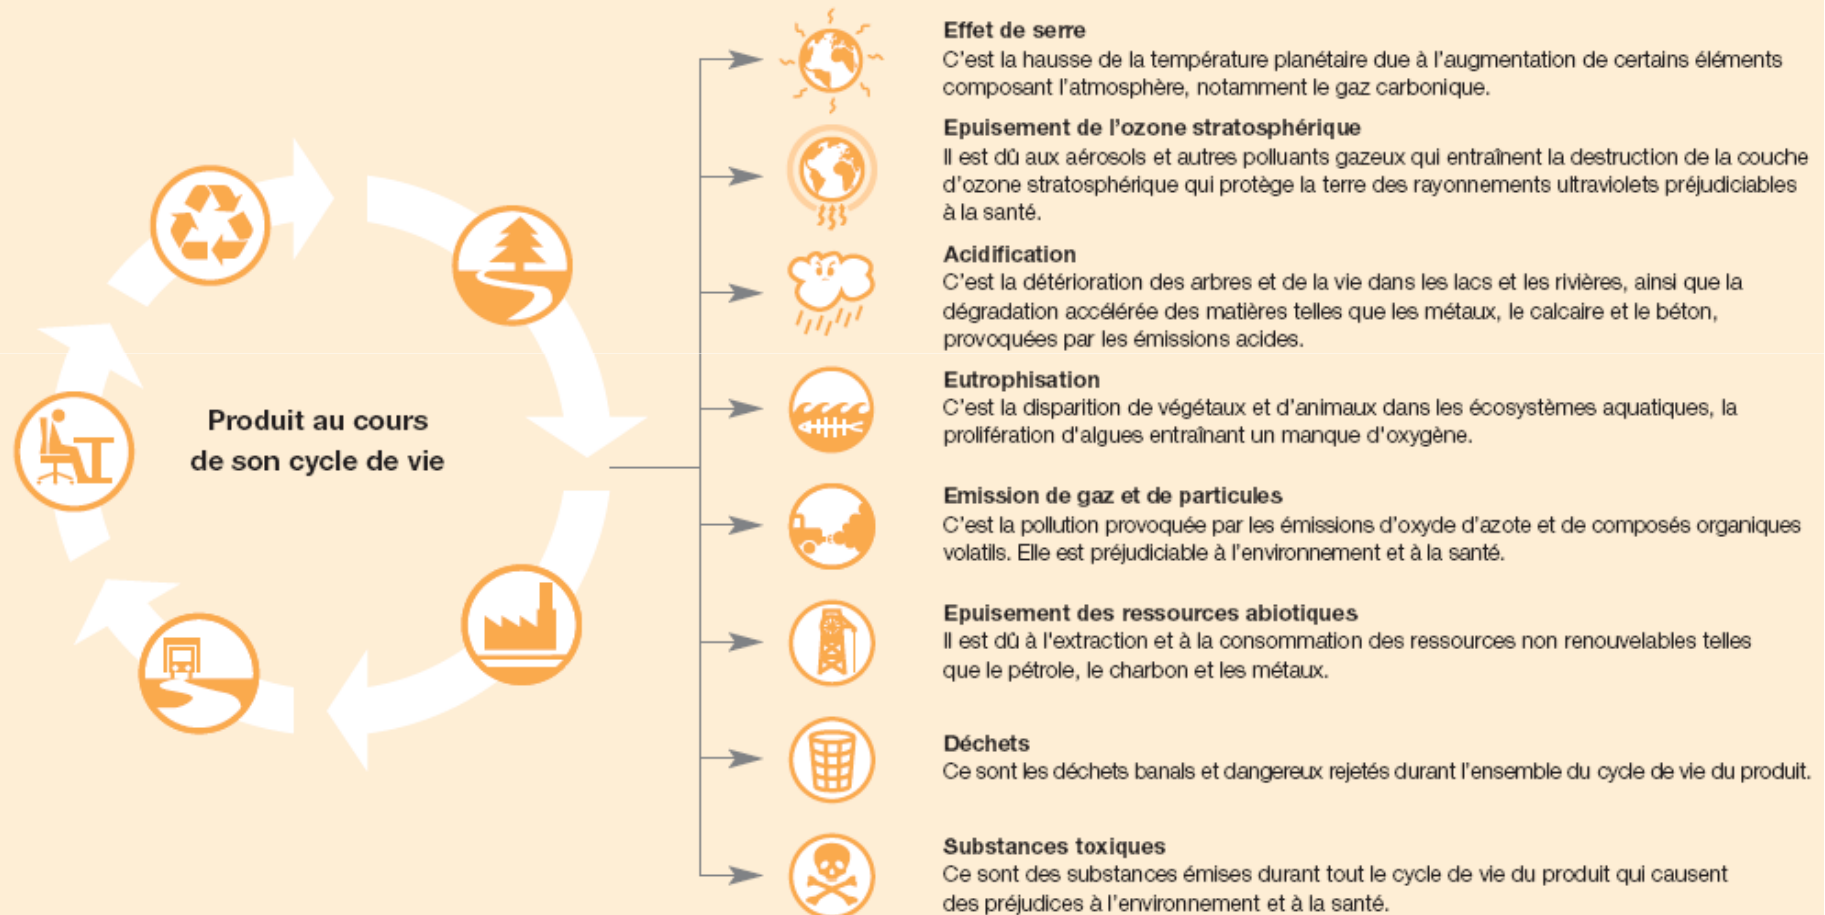 Produit au cours
de son cycle de vie
Effet de serre
C'est la hausse de la température planétaire due à l'augmentation de certains éléments
composant l'atmosphère, notamment le gaz carbonique.
Epuisement de l'ozone stratosphérique
Il est dû aux aérosols et autres polluants gazeux qui entraînent la destruction de la couche
d'ozone stratosphérique qui protège la terre des rayonnements ultraviolets préjudiciables
à la santé.
Acidification
C'est la détérioration des arbres et de la vie dans les lacs et les rivières, ainsi que la
dégradation accélérée des matières telles que les métaux, le calcaire et le béton,
provoquées par les émissions acides.
Eutrophisation
C'est la disparition de végétaux et d'animaux dans les écosystèmes aquatiques, la
prolifération d'algues entraînant un manque d'oxygène.
Emission de gaz et de particules
C'est la pollution provoquée par les émissions d'oxyde d'azote et de composés organiques
volatils. Elle est préjudiciable à l'environnement et à la santé.
Epuisement des ressources abiotiques
Il est dû à l'extraction et à la consommation des ressources non renouvelables telles
que le pétrole, le charbon et les métaux.
Déchets
Ce sont les déchets banals et dangereux rejetés durant l'ensemble du cycle de vie du produit.
Substances toxiques
Ce sont des substances émises durant tout le cycle de vie du produit qui causent
des préjudices à l'environnement et à la santé.